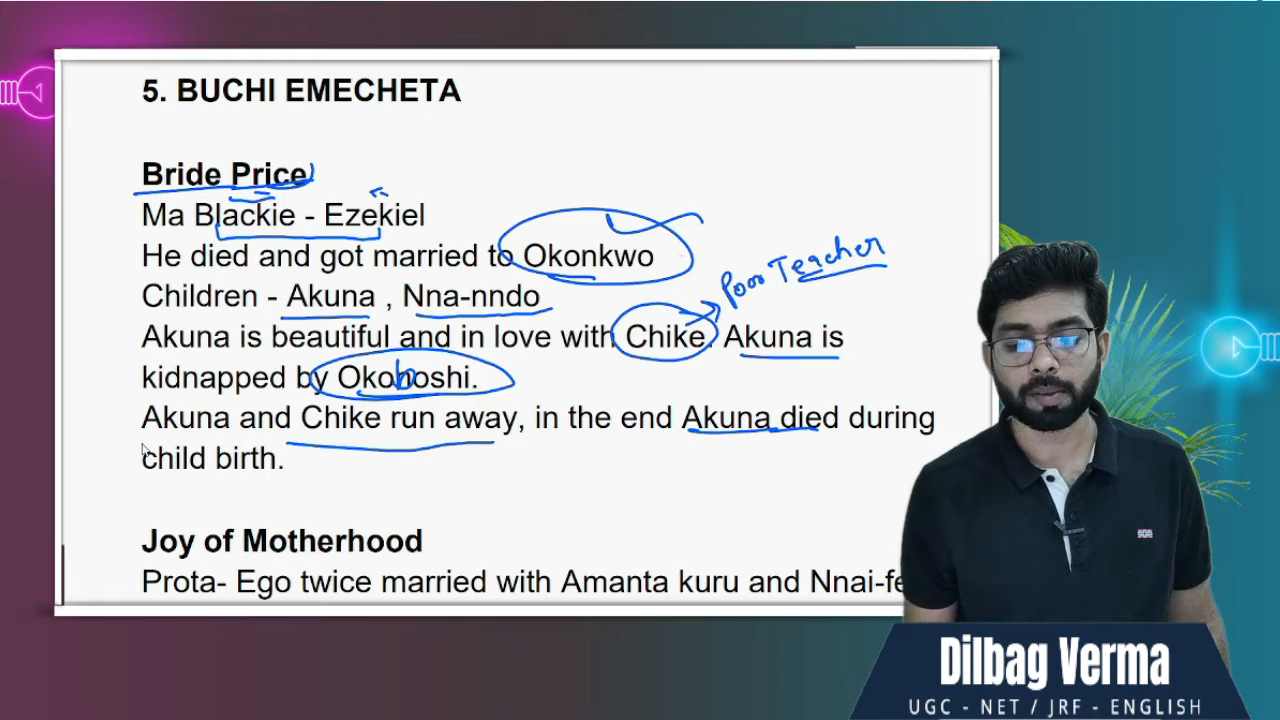 5. BUCHI EMECHETA
Bride Price
Ma Blackie - Ezekiel
He died and got married to Okonkwo
Children - Akuna , Nna-nndo
Poor Teacher
Akuna is beautiful and in love with Chike. Akuna is
kidnapped by Okohoshi.
b
Akuna and Chike run away, in the end Akuna died during
child birth.
Joy of Motherhood
Prota- Ego twice married with Amanta kuru and Nnai-fe
Dilbag Verma
UGC - NET / JRF - ENGLISH